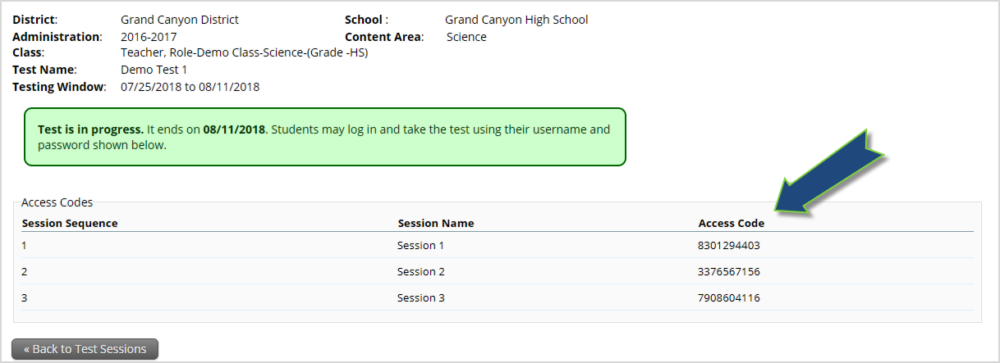 District: Grand Canyon District School : Grand Canyon High School
Administration: 2016-2017 Content Area: Science
Class: Teacher, Role-Demo Class-Science-(Grade -HS)
Test Name: Demo Test 1
Testing Window: 07/25/2018 to 08/11/2018
Test is in progress. It ends on 08/11/2018. Students may log in and take the test using their username and
password shown below.
Access Codes
Session Sequence Session Name Access Code
1 Session 1 8301294403
2 Session 2 3376567156
3 Session 3 7908604116
« Back to Test Sessions